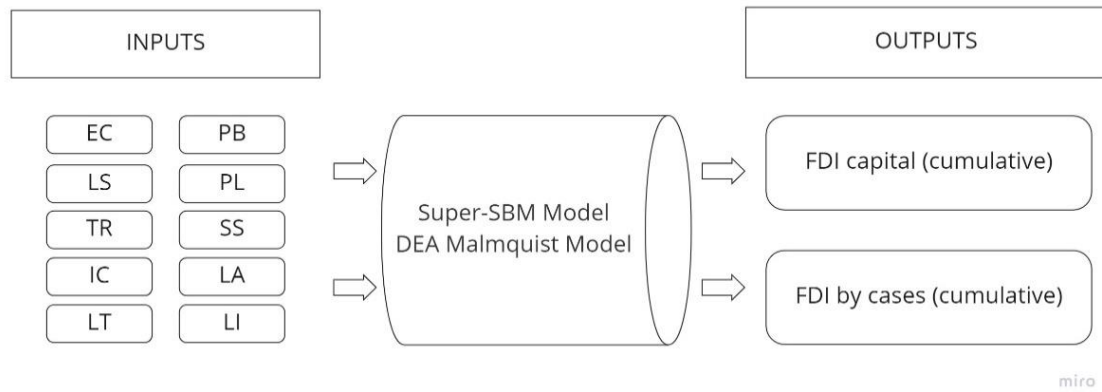 INPUTS
OUTPUTS
EC
PB
LS
PL
TR
SS
IC
LA
LT
LI
Super-SBM Model
DEA Malmquist Model
FDI capital (cumulative)
FDI by cases (cumulative)
miro